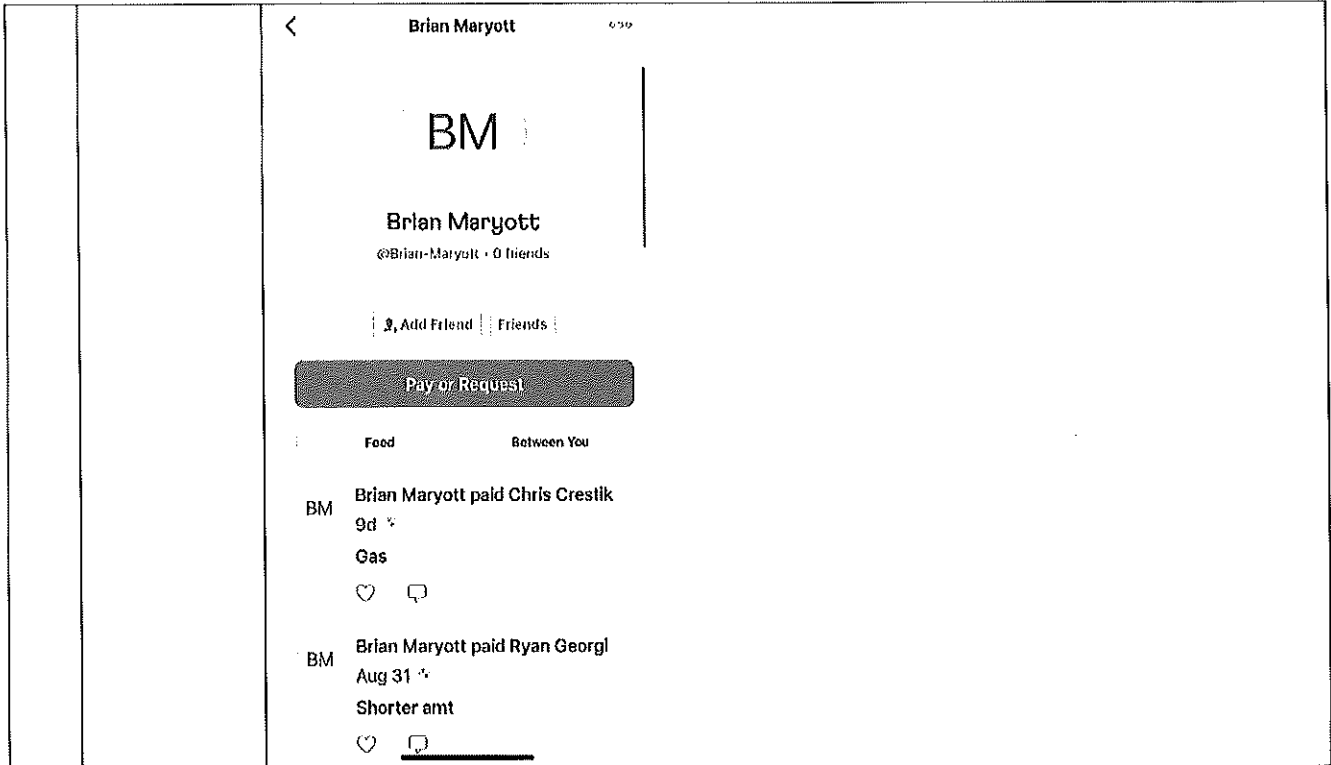 Brian Maryott
BM
Brian Maryott
@Brian-Maryott • 0 friends
Add Friend Friends
Pay or Request
Feed Between You
BM
Brian Maryott paid Chris Crestik
9d
Gas
BM
Brian Maryott paid Ryan Georgi
Aug 31
Shorter amt